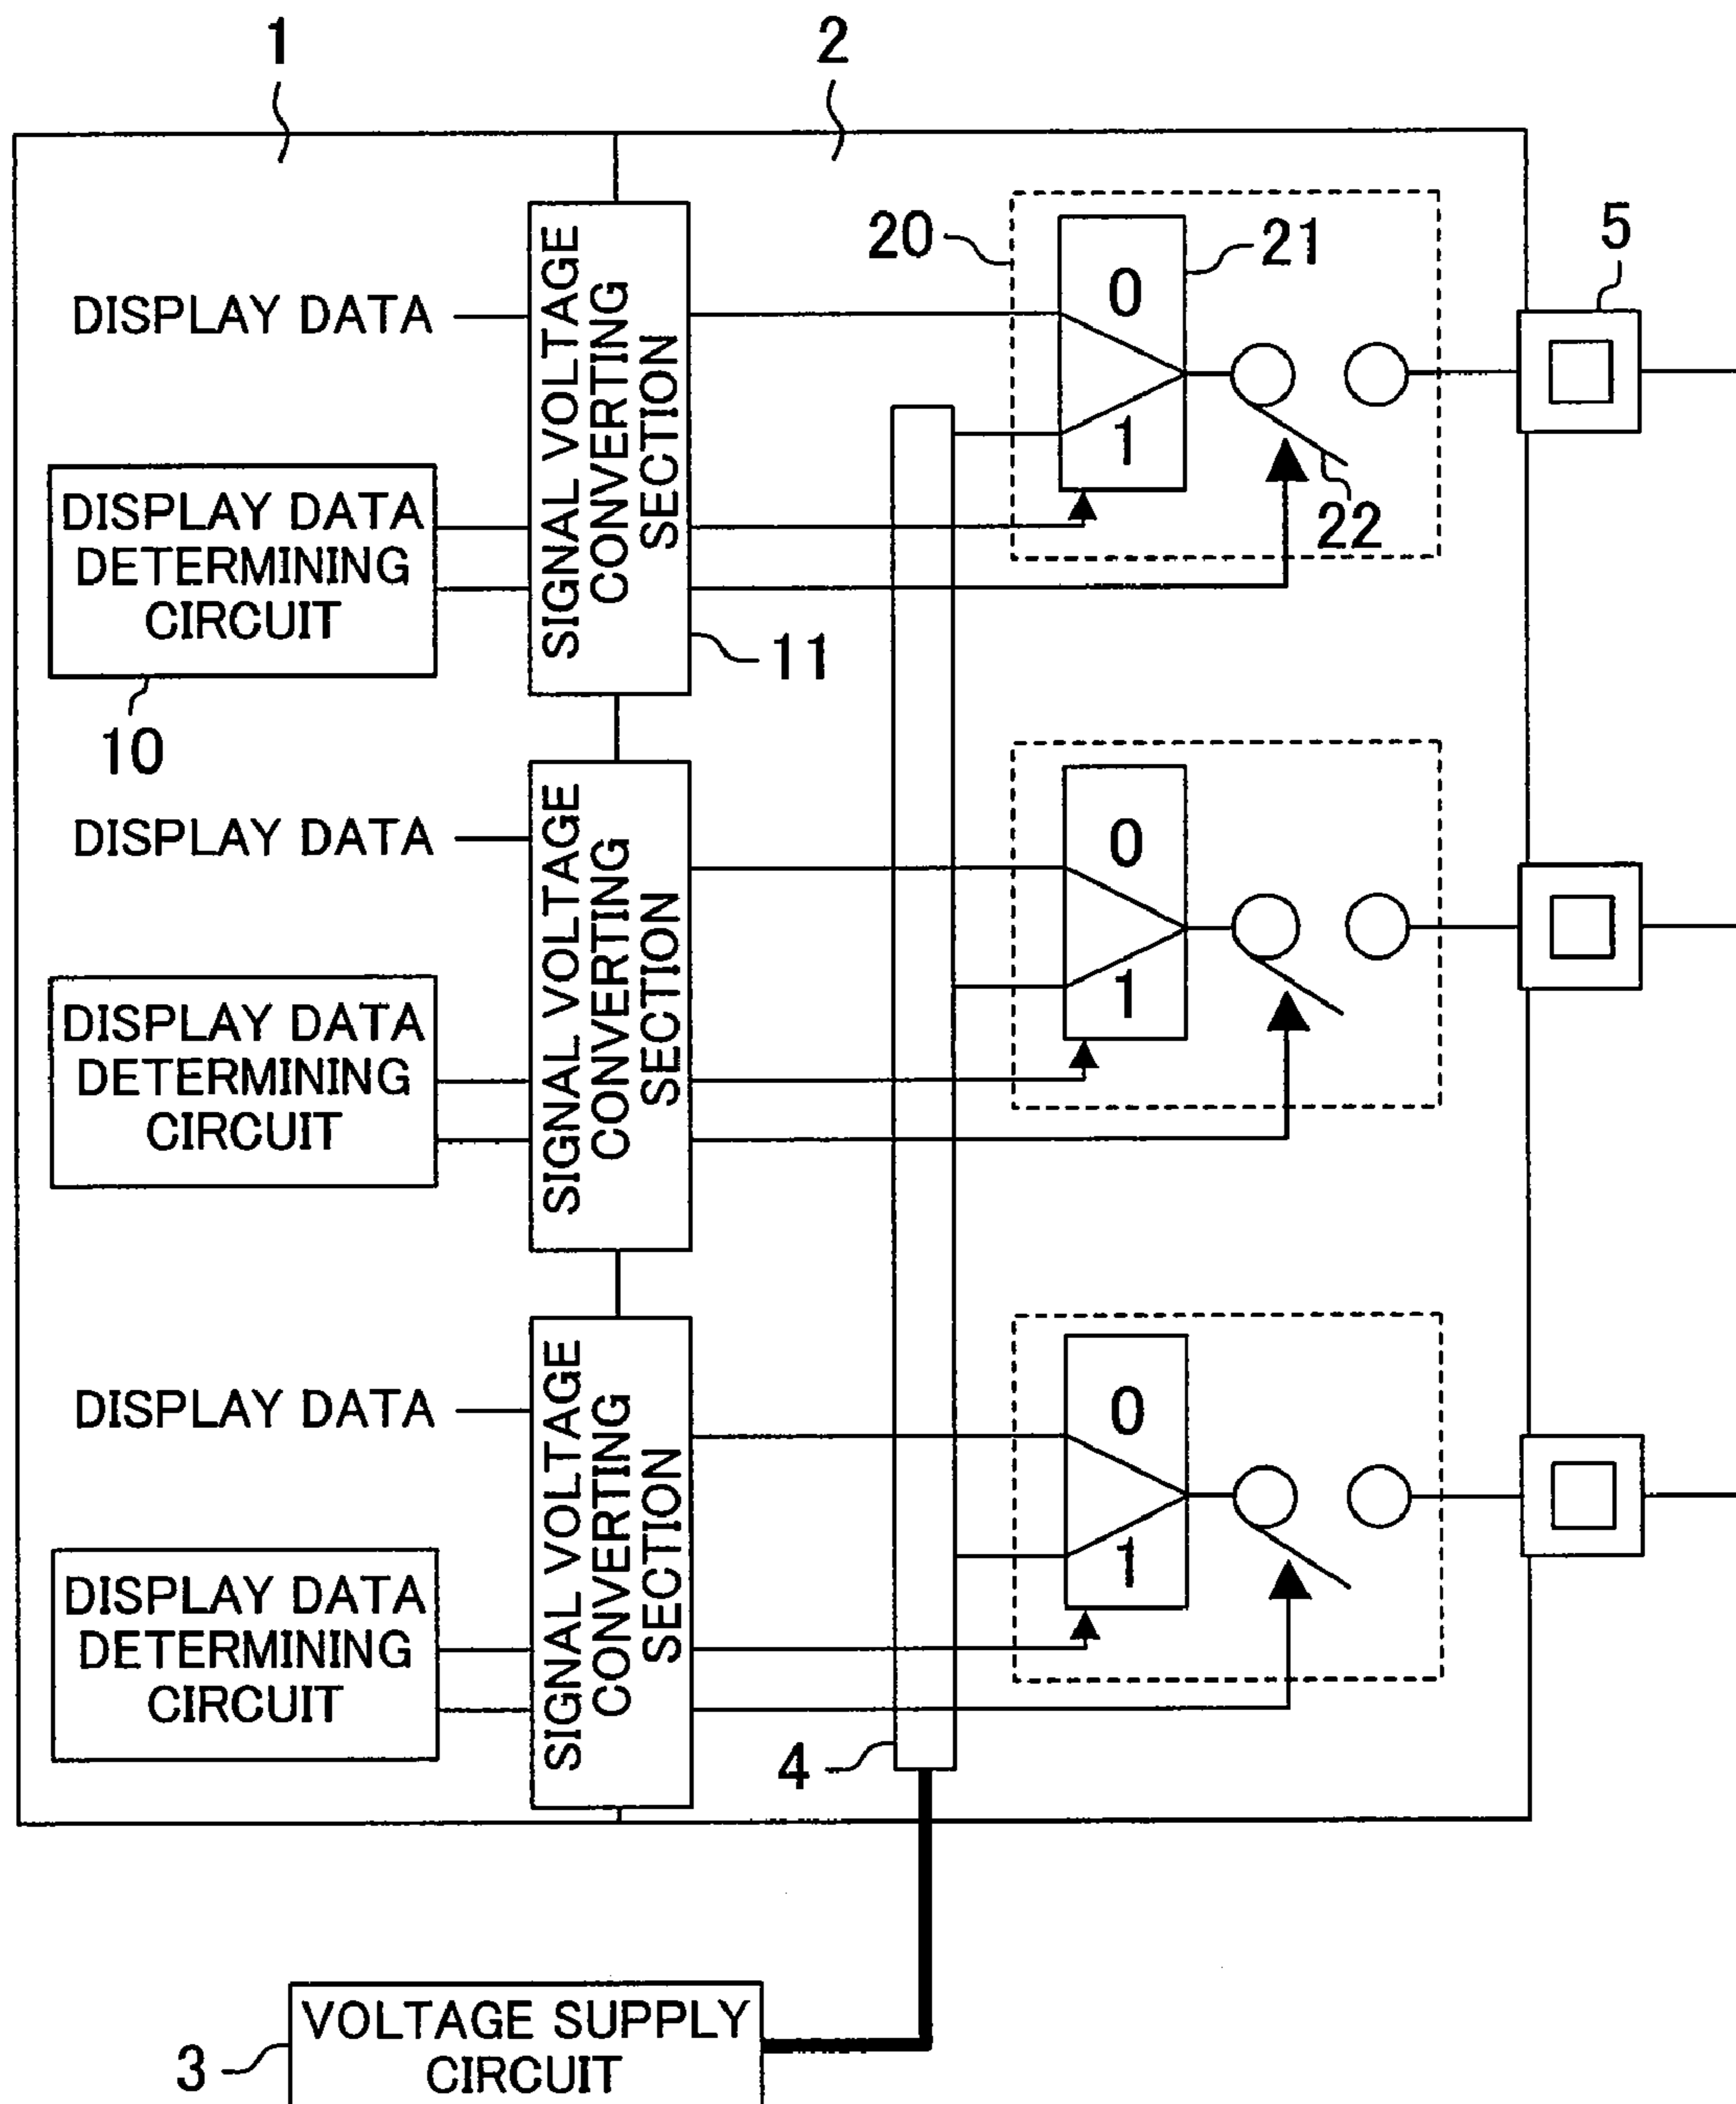 1
2
20
21
5
0
1
22
DISPLAY DATA
SIGNAL VOLTAGE
CONVERTING
SECTION
DISPLAY DATA
DETERMINING
CIRCUIT
11
10
DISPLAY DATA
SIGNAL VOLTAGE
CONVERTING
SECTION
0
1
DISPLAY DATA
DETERMINING
CIRCUIT
DISPLAY DATA
SIGNAL VOLTAGE
CONVERTING
SECTION
0
1
DISPLAY DATA
DETERMINING
CIRCUIT
4
VOLTAGE SUPPLY
CIRCUIT
3